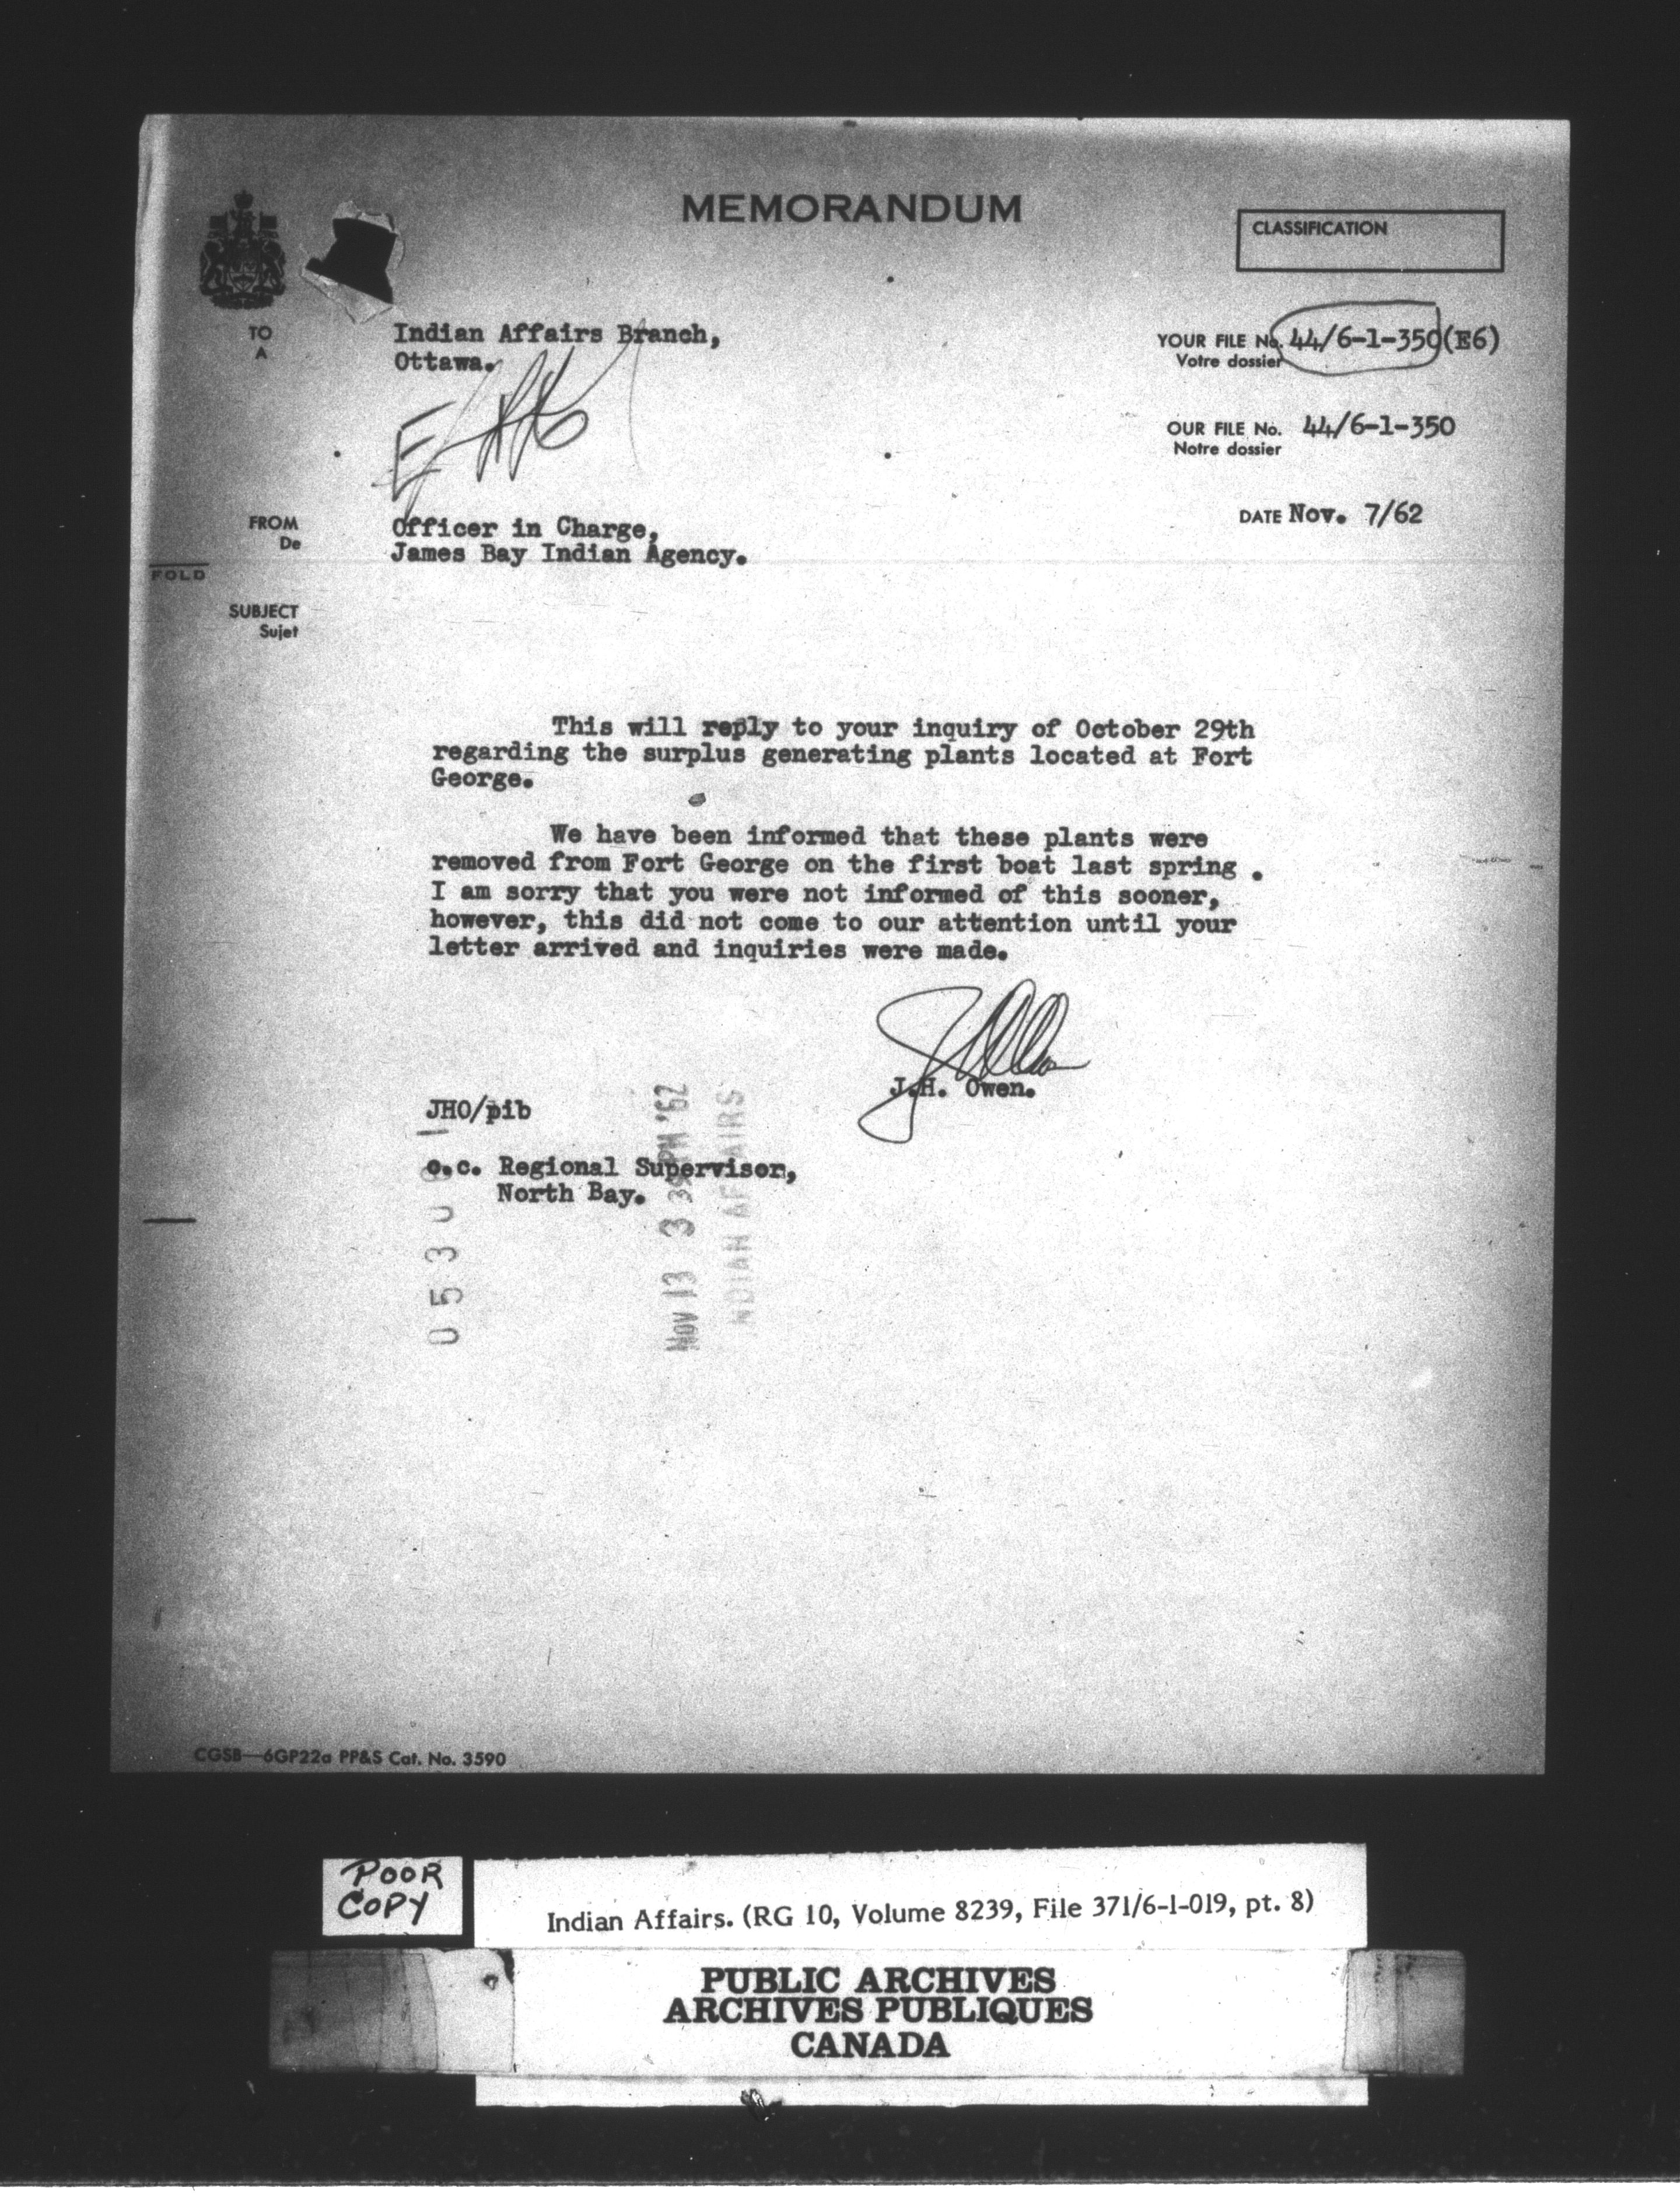 MEMORANDUM
CLASSIFICATION
TO
A
Indian Affairs Branch,
Ottawa.
YOUR FILE No. 44/6-1-350(E6)
Votre dossier
OUR FILE No. 44/6-1-350
Notre dossier
DATE Nov. 7/62
FROM
De
Officer in Charge,
James Bay Indian Agency.
FOLD
SUBJECT
Sujet
This will reply to your inquiry of October 29th
regarding the surplus generating plants located at Fort
George.
We have been informed that these plants were
removed from Fort George on the first boat last spring .
I am sorry that you were not informed of this sooner,
however, this did not come to our attention until your
letter arrived and inquiries were made.
J.H. Owen.
JHO/pib
c.c. Regional Supervisor,
North Bay.
Nov 13 3 PM '62
INDIAN AFFAIRS
CGSB—6GP22a PP&S Cat. No. 3590
POOR
COPY
Indian Affairs. (RG 10, Volume 8239, File 371/6-1-019, pt. 8)
PUBLIC ARCHIVES
ARCHIVES PUBLIQUES
CANADA